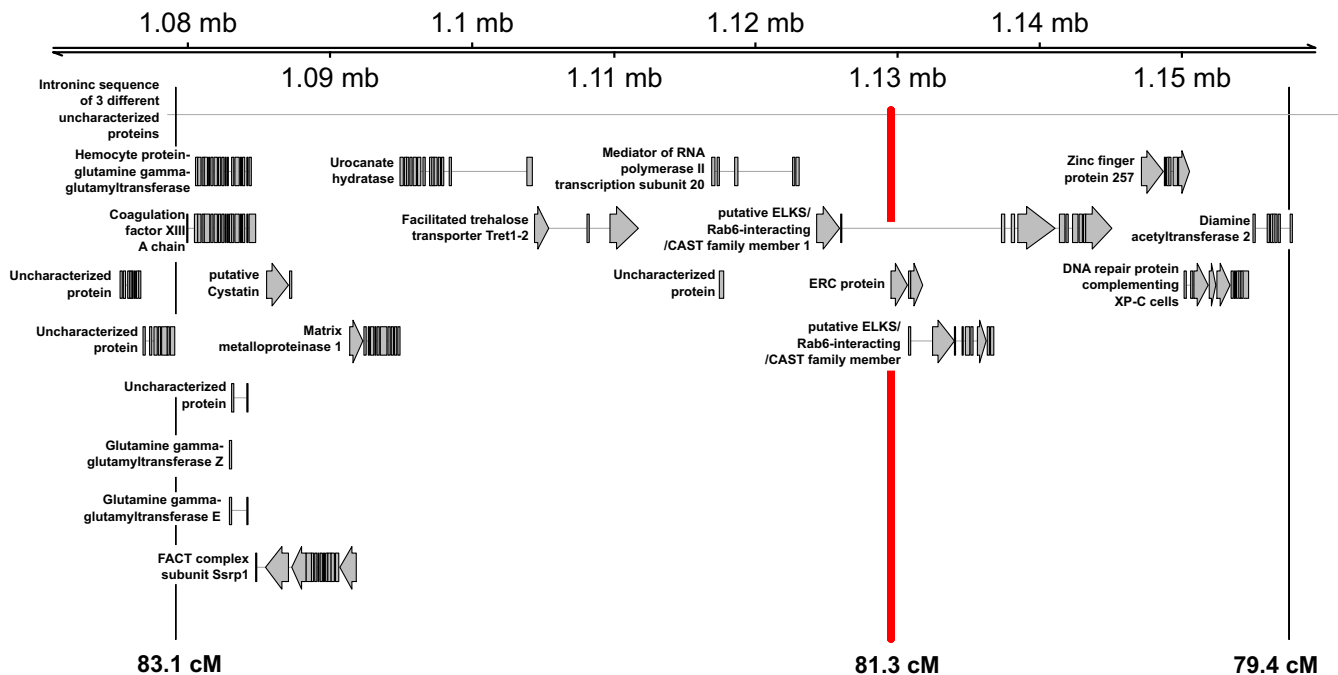 1.08 mb
1.1 mb
1.12 mb
1.14 mb
1.09 mb
1.11 mb
1.13 mb
1.15 mb
Introninc sequence
of 3 different
uncharacterized
proteins
Hemocyte protein-
glutamine gamma-
glutamyltransferase
Urocanate
hydratase
Mediator of RNA
polymerase II
transcription subunit 20
Zinc finger
protein 257
Coagulation
factor XIII
A chain
Facilitated trehalose
transporter Tret1-2
putative ELKS/
Rab6-interacting
/CAST family member 1
Diamine
acetyltransferase 2
Uncharacterized
protein
putative
Cystatin
Uncharacterized
protein
ERC protein
DNA repair protein
complementing
XP-C cells
Uncharacterized
protein
Matrix
metalloproteinase 1
putative ELKS/
Rab6-interacting
/CAST family member
Uncharacterized
protein
Glutamine gamma-
glutamyltransferase Z
Glutamine gamma-
glutamyltransferase E
FACT complex
subunit Ssrp1
83.1 cM
81.3 cM
79.4 cM